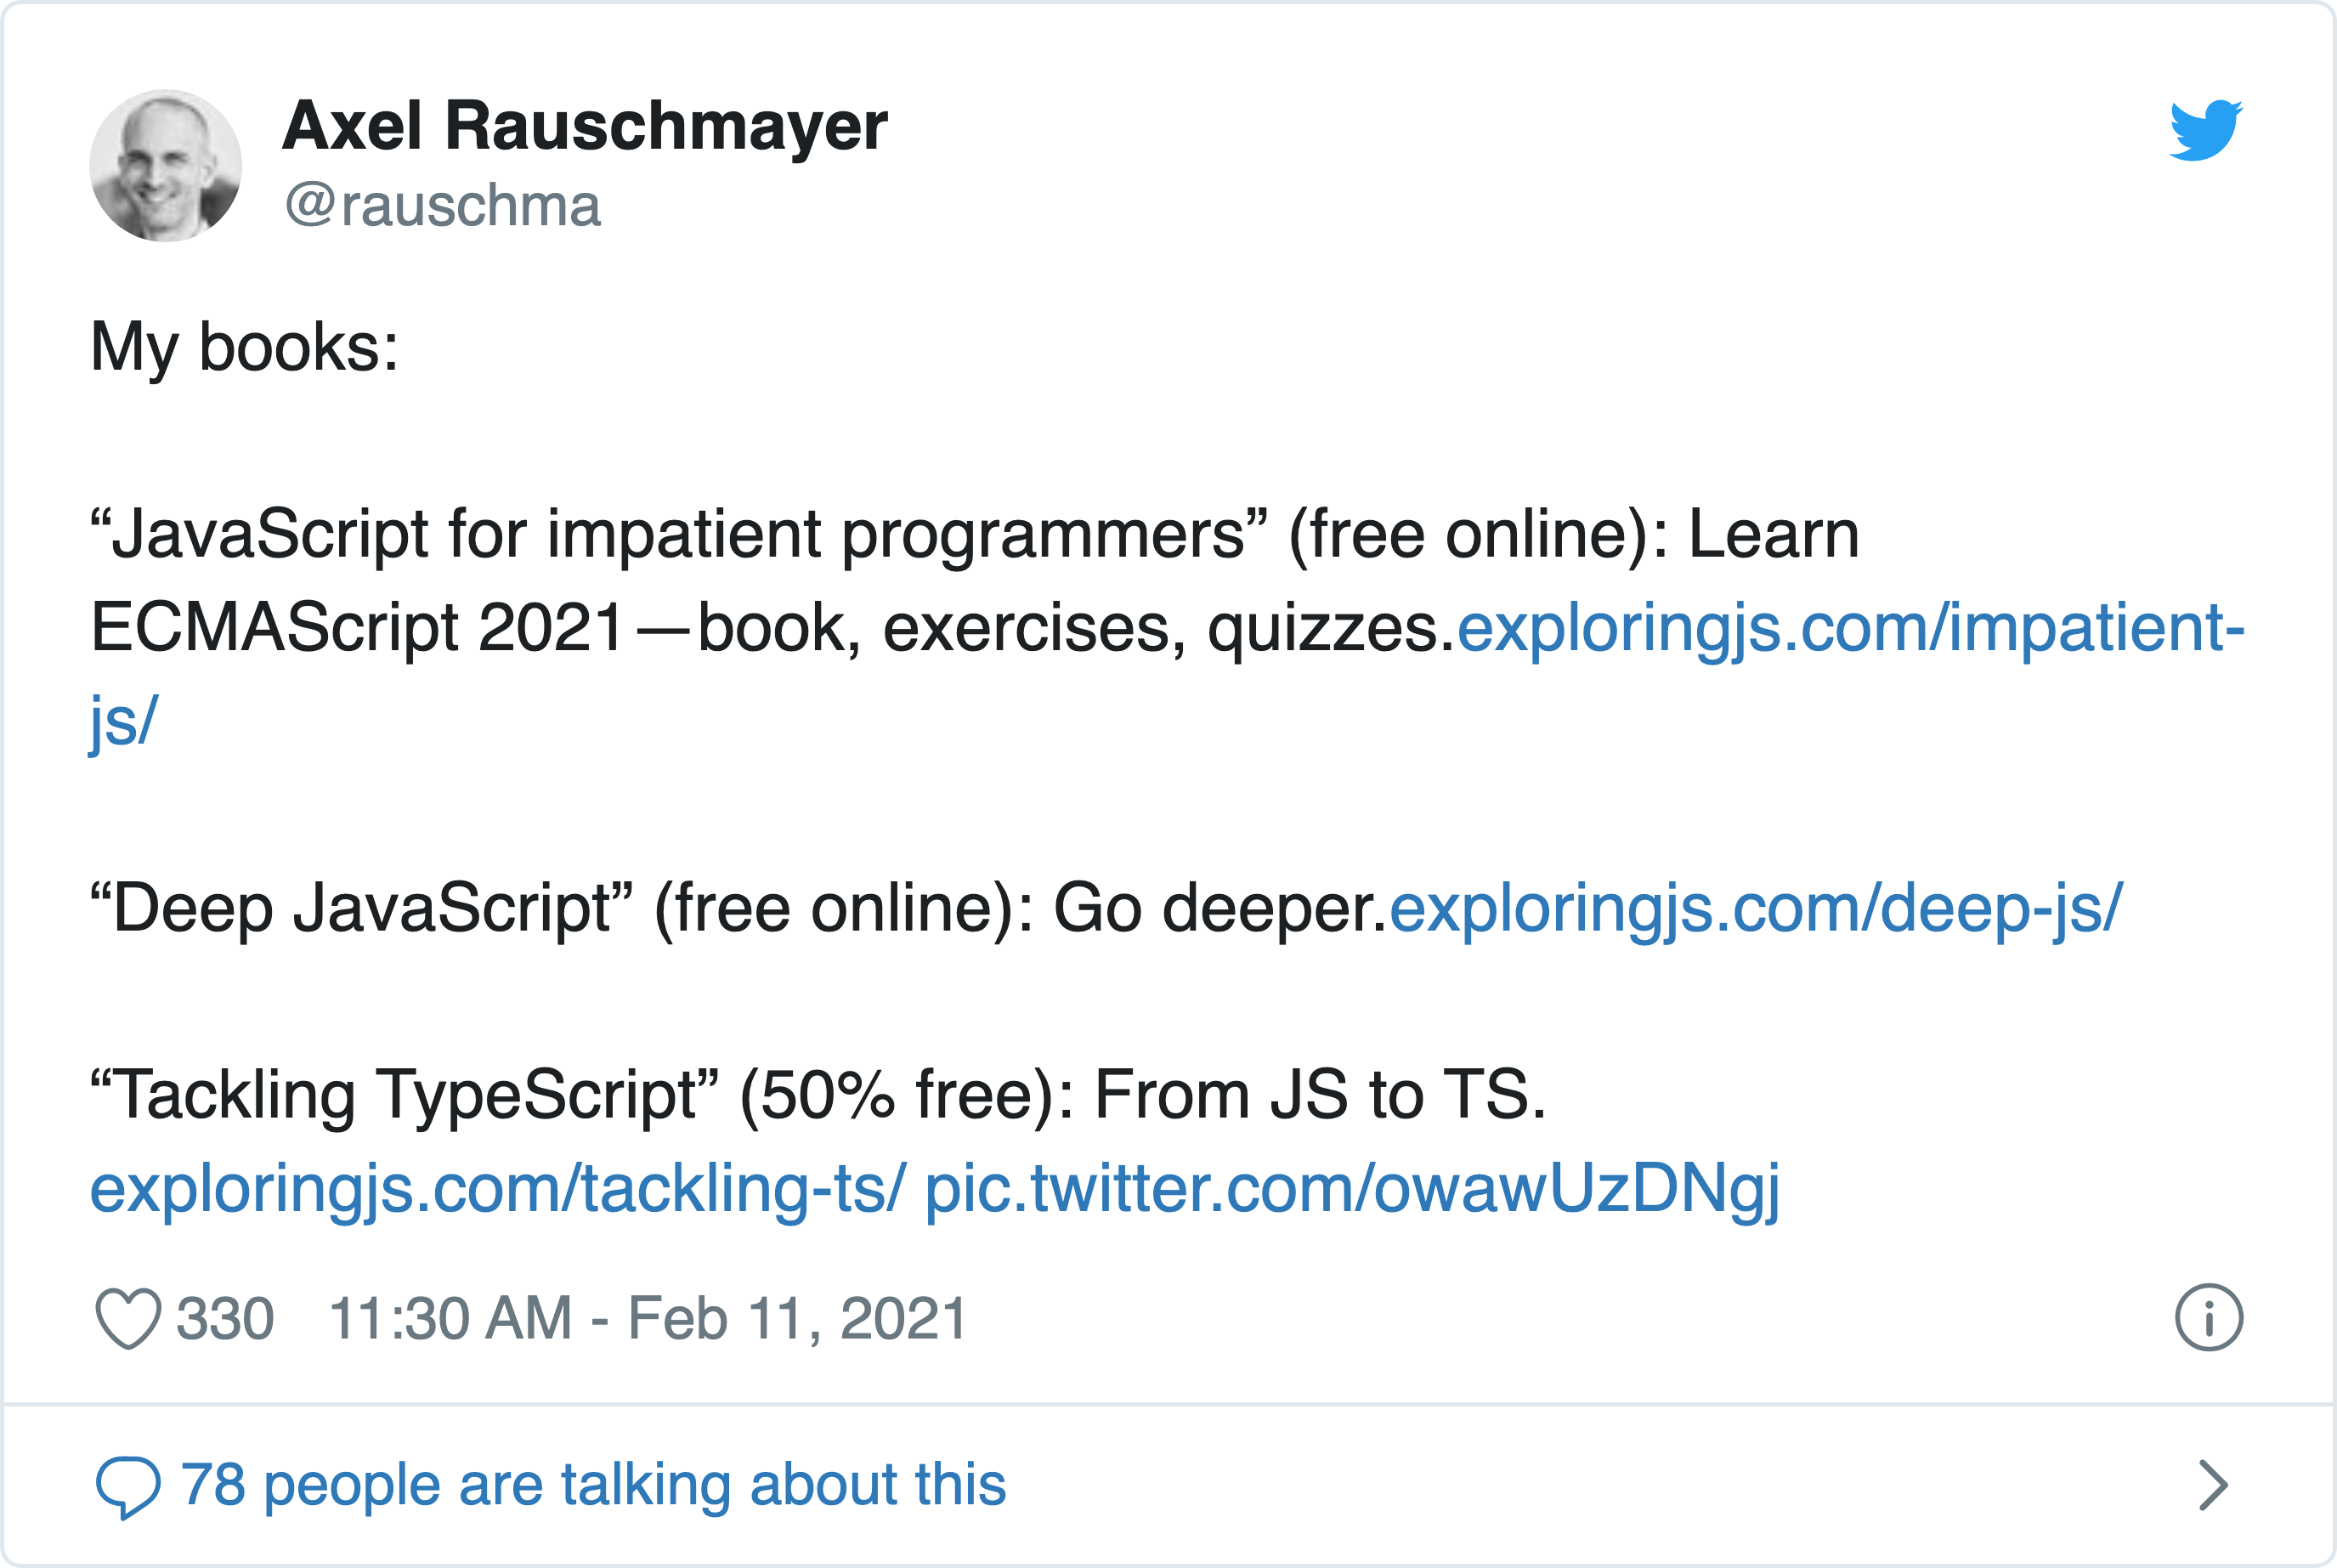 Axel Rauschmayer
@rauschma
My books:
“JavaScript for impatient programmers” (free online): Learn
ECMAScript 2021—book, exercises, quizzes.exploringjs.com/impatient-
js/
“Deep JavaScript” (free online): Go deeper.exploringjs.com/deep-js/
“Tackling TypeScript” (50% free): From JS to TS.
exploringjs.com/tackling-ts/ pic.twitter.com/owawUzDNgj
330 11:30 AM - Feb 11, 2021
78 people are talking about this